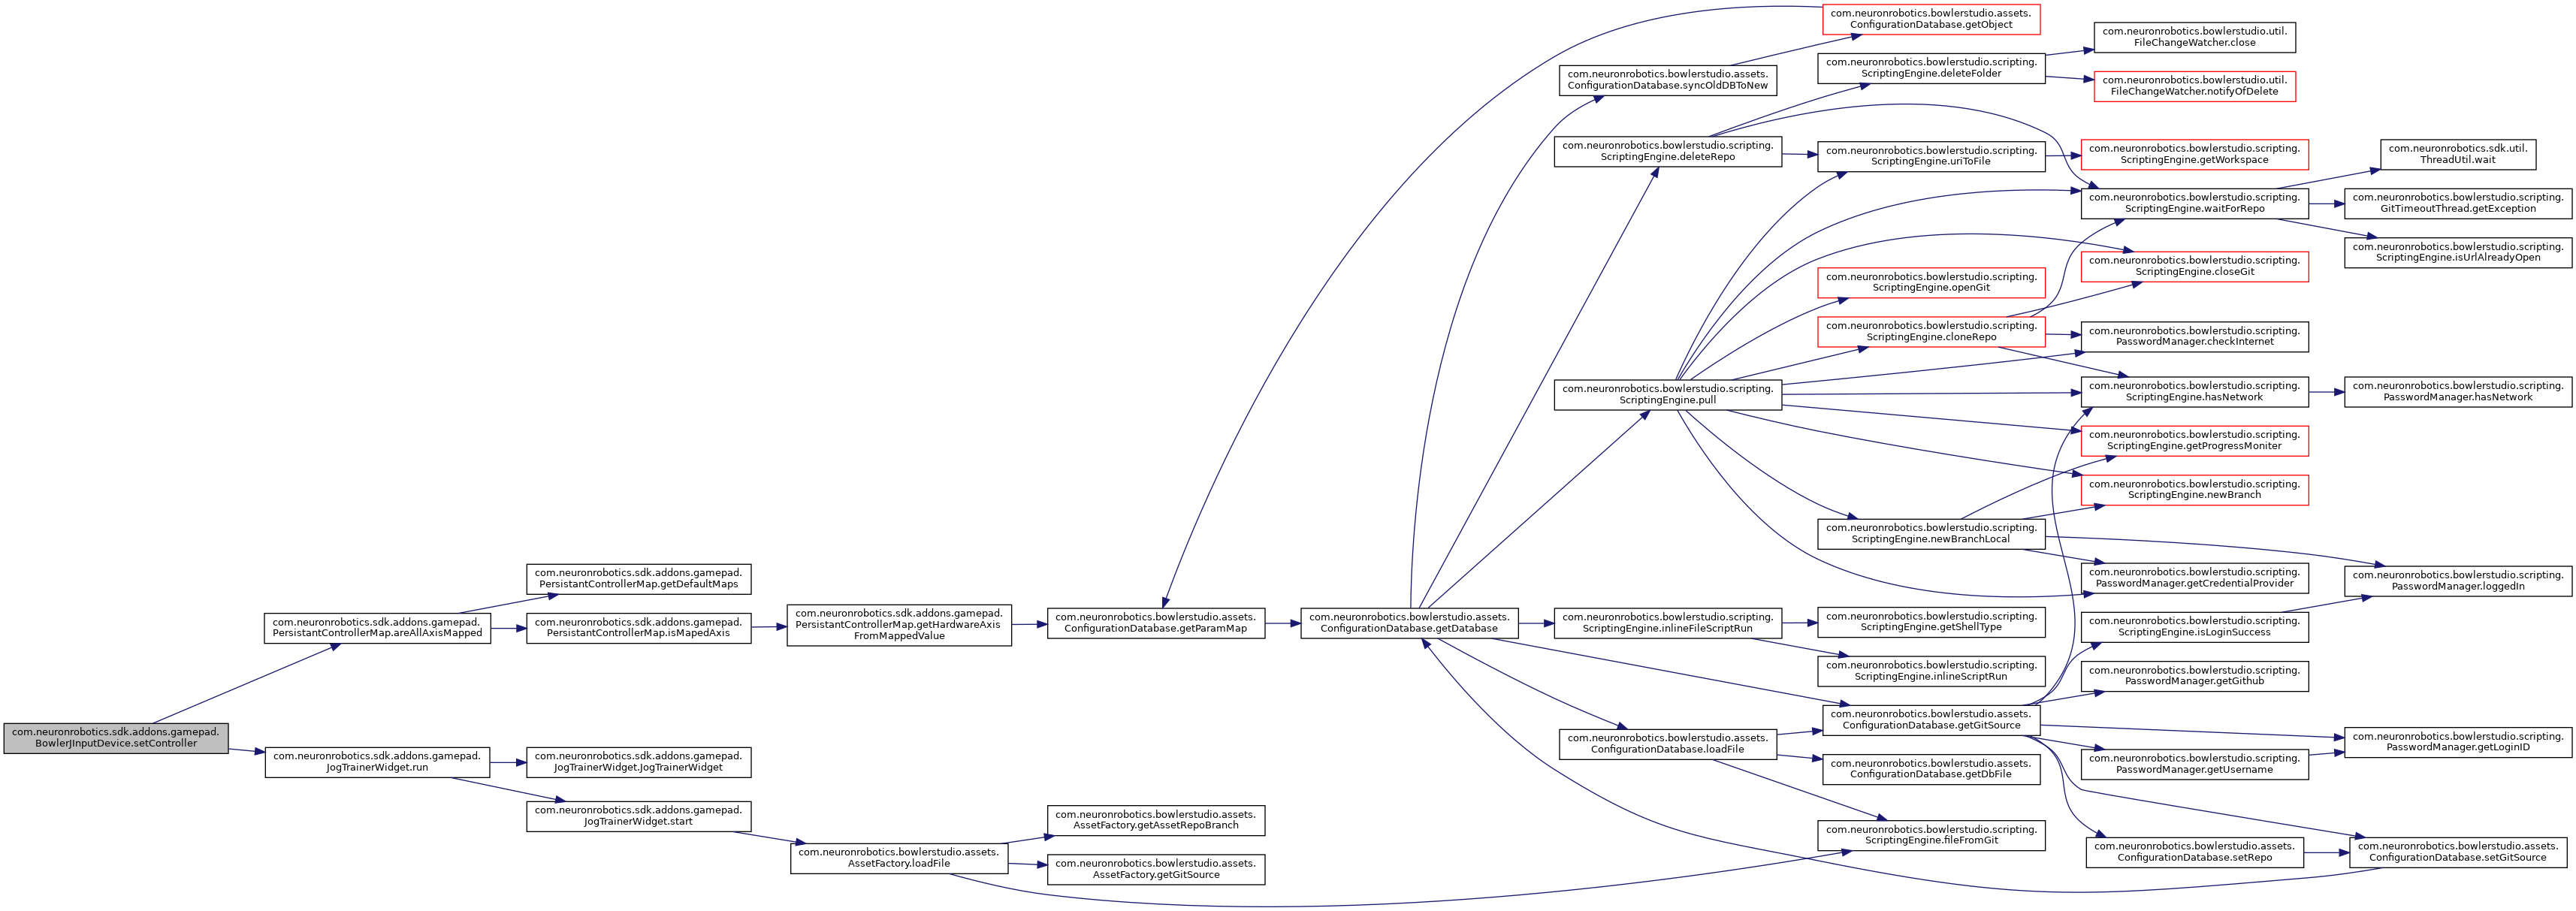 com.neuronrobotics.sdk.addons.gamepad.
BowlerJInputDevice.setController
com.neuronrobotics.sdk.addons.gamepad.
PersistantControllerMap.areAllAxisMapped
com.neuronrobotics.sdk.addons.gamepad.
JogTrainerWidget.run
com.neuronrobotics.sdk.addons.gamepad.
PersistantControllerMap.getDefaultMaps
com.neuronrobotics.sdk.addons.gamepad.
PersistantControllerMap.isMapedAxis
com.neuronrobotics.sdk.addons.gamepad.
JogTrainerWidget.JogTrainerWidget
com.neuronrobotics.sdk.addons.gamepad.
JogTrainerWidget.start
com.neuronrobotics.sdk.addons.gamepad.
PersistantControllerMap.getHardwareAxis
FromMappedValue
com.neuronrobotics.bowlerstudio.assets.
AssetFactory.loadFile
com.neuronrobotics.bowlerstudio.assets.
ConfigurationDatabase.getParamMap
com.neuronrobotics.bowlerstudio.assets.
AssetFactory.getAssetRepoBranch
com.neuronrobotics.bowlerstudio.assets.
AssetFactory.getGitSource
com.neuronrobotics.bowlerstudio.assets.
ConfigurationDatabase.getDatabase
com.neuronrobotics.bowlerstudio.assets.
ConfigurationDatabase.syncOldDBToNew
com.neuronrobotics.bowlerstudio.scripting.
ScriptingEngine.deleteRepo
com.neuronrobotics.bowlerstudio.scripting.
ScriptingEngine.pull
com.neuronrobotics.bowlerstudio.scripting.
ScriptingEngine.inlineFileScriptRun
com.neuronrobotics.bowlerstudio.assets.
ConfigurationDatabase.loadFile
com.neuronrobotics.bowlerstudio.assets.
ConfigurationDatabase.getObject
com.neuronrobotics.bowlerstudio.scripting.
ScriptingEngine.deleteFolder
com.neuronrobotics.bowlerstudio.scripting.
ScriptingEngine.uriToFile
com.neuronrobotics.bowlerstudio.scripting.
ScriptingEngine.openGit
com.neuronrobotics.bowlerstudio.scripting.
ScriptingEngine.cloneRepo
com.neuronrobotics.bowlerstudio.scripting.
ScriptingEngine.newBranchLocal
com.neuronrobotics.bowlerstudio.scripting.
ScriptingEngine.getShellType
com.neuronrobotics.bowlerstudio.scripting.
ScriptingEngine.inlineScriptRun
com.neuronrobotics.bowlerstudio.assets.
ConfigurationDatabase.getGitSource
com.neuronrobotics.bowlerstudio.assets.
ConfigurationDatabase.getDbFile
com.neuronrobotics.bowlerstudio.scripting.
ScriptingEngine.fileFromGit
com.neuronrobotics.bowlerstudio.util.
FileChangeWatcher.close
com.neuronrobotics.bowlerstudio.util.
FileChangeWatcher.notifyOfDelete
com.neuronrobotics.bowlerstudio.scripting.
ScriptingEngine.getWorkspace
com.neuronrobotics.bowlerstudio.scripting.
ScriptingEngine.waitForRepo
com.neuronrobotics.bowlerstudio.scripting.
ScriptingEngine.closeGit
com.neuronrobotics.bowlerstudio.scripting.
PasswordManager.checkInternet
com.neuronrobotics.bowlerstudio.scripting.
ScriptingEngine.hasNetwork
com.neuronrobotics.bowlerstudio.scripting.
ScriptingEngine.getProgressMoniter
com.neuronrobotics.bowlerstudio.scripting.
ScriptingEngine.newBranch
com.neuronrobotics.bowlerstudio.scripting.
PasswordManager.getCredentialProvider
com.neuronrobotics.bowlerstudio.scripting.
ScriptingEngine.isLoginSuccess
com.neuronrobotics.bowlerstudio.scripting.
PasswordManager.getGithub
com.neuronrobotics.bowlerstudio.scripting.
PasswordManager.getUsername
com.neuronrobotics.bowlerstudio.assets.
ConfigurationDatabase.setRepo
com.neuronrobotics.sdk.util.
ThreadUtil.wait
com.neuronrobotics.bowlerstudio.scripting.
GitTimeoutThread.getException
com.neuronrobotics.bowlerstudio.scripting.
ScriptingEngine.isUrlAlreadyOpen
com.neuronrobotics.bowlerstudio.scripting.
PasswordManager.hasNetwork
com.neuronrobotics.bowlerstudio.scripting.
PasswordManager.loggedIn
com.neuronrobotics.bowlerstudio.scripting.
PasswordManager.getLoginID
com.neuronrobotics.bowlerstudio.assets.
ConfigurationDatabase.setGitSource